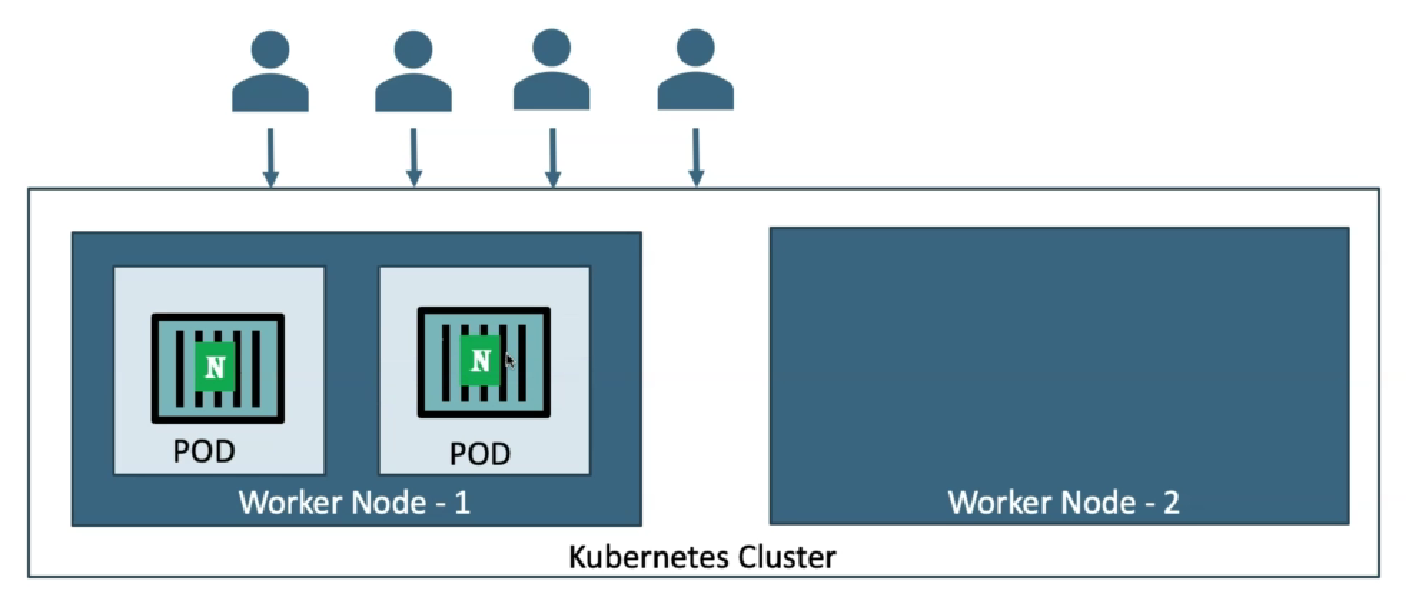 N
N
POD
POD
Worker Node - 1
Worker Node - 2
Kubernetes Cluster